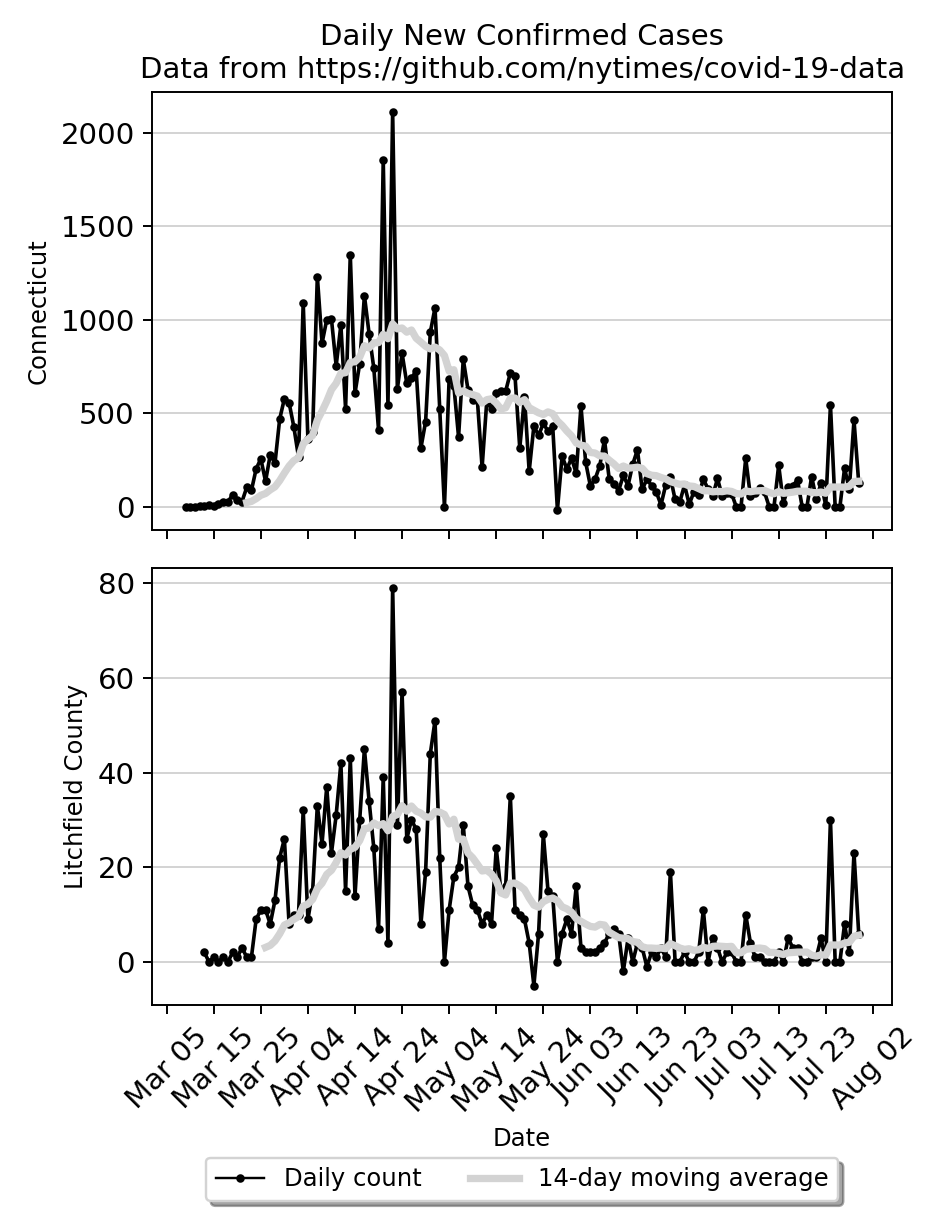 Daily New Confirmed Cases
Data from https://github.com/nytimes/covid-19-data
2000
1500
1000
500
0
Connecticut
80
60
40
20
0
Litchfield County
Mar 05
Mar 15
Mar 25
Apr 04
Apr 14
Apr 24
May 04
May 14
May 24
Jun 03
Jun 13
Jun 23
Jul 03
Jul 13
Jul 23
Aug 02
Date
Daily count
14-day moving average